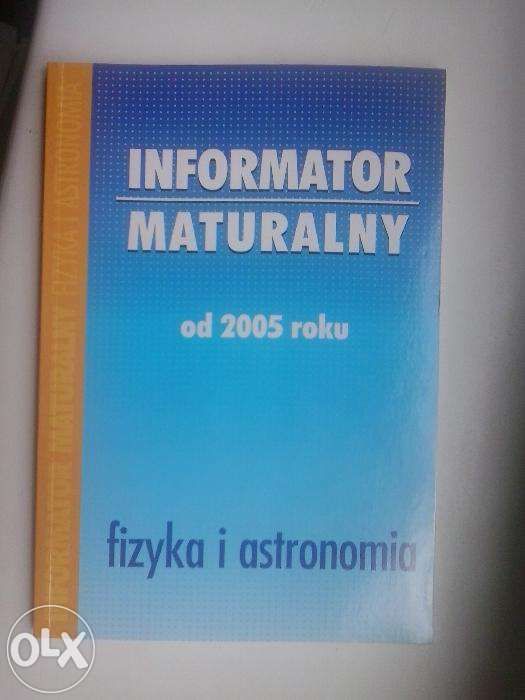 INFORMATOR
MATURALNY
od 2005 roku
fizyka i astronomia
INFORMATOR MATURALNY FIZYKA I ASTRONOMIA
OLX